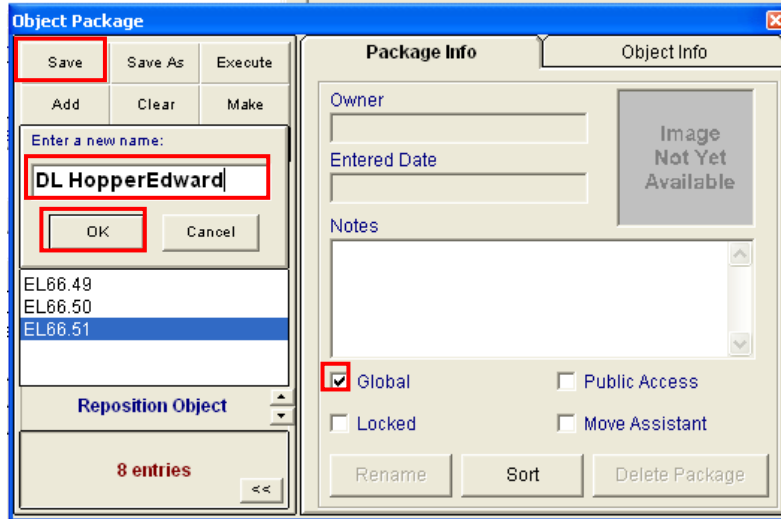 Object Package
Save Save As Execute
Add Clear Make
Enter a new name:
DL HopperEdward
OK Cancel
EL66.49
EL66.50
EL66.51
Reposition Object
8 entries
<<
Package Info Object Info
Owner
Entered Date
Image
Not Yet
Available
Notes
Global Public Access
Locked Move Assistant
Rename Sort Delete Package